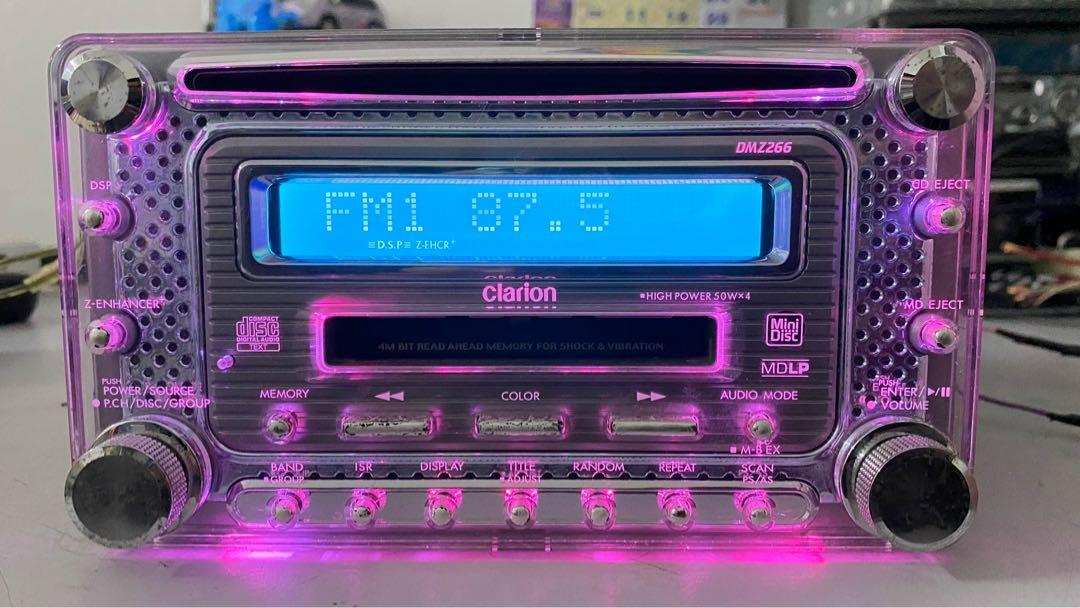 DMZ266
DSP
CD EJECT
FM1 87.5
D.S.P Z-EHCR+
clarion
HIGH POWER 50W×4
Z-ENHANCER+
MD EJECT
COMPACT
disc
DIGITAL AUDIO
TEXT
4M BIT READ AHEAD MEMORY FOR SHOCK & VIBRATION
Mini
Disc
MDLP
PUSH
POWER/SOURCE
P.CH/DISC/GROUP
PUSH
ENTER/▶/II
VOLUME
MEMORY
◀◀
COLOR
▶▶
AUDIO MODE
M-B EX
BAND
GROUP
ISR
DISPLAY
TITLE
ADJUST
RANDOM
REPEAT
SCAN
PS/AS